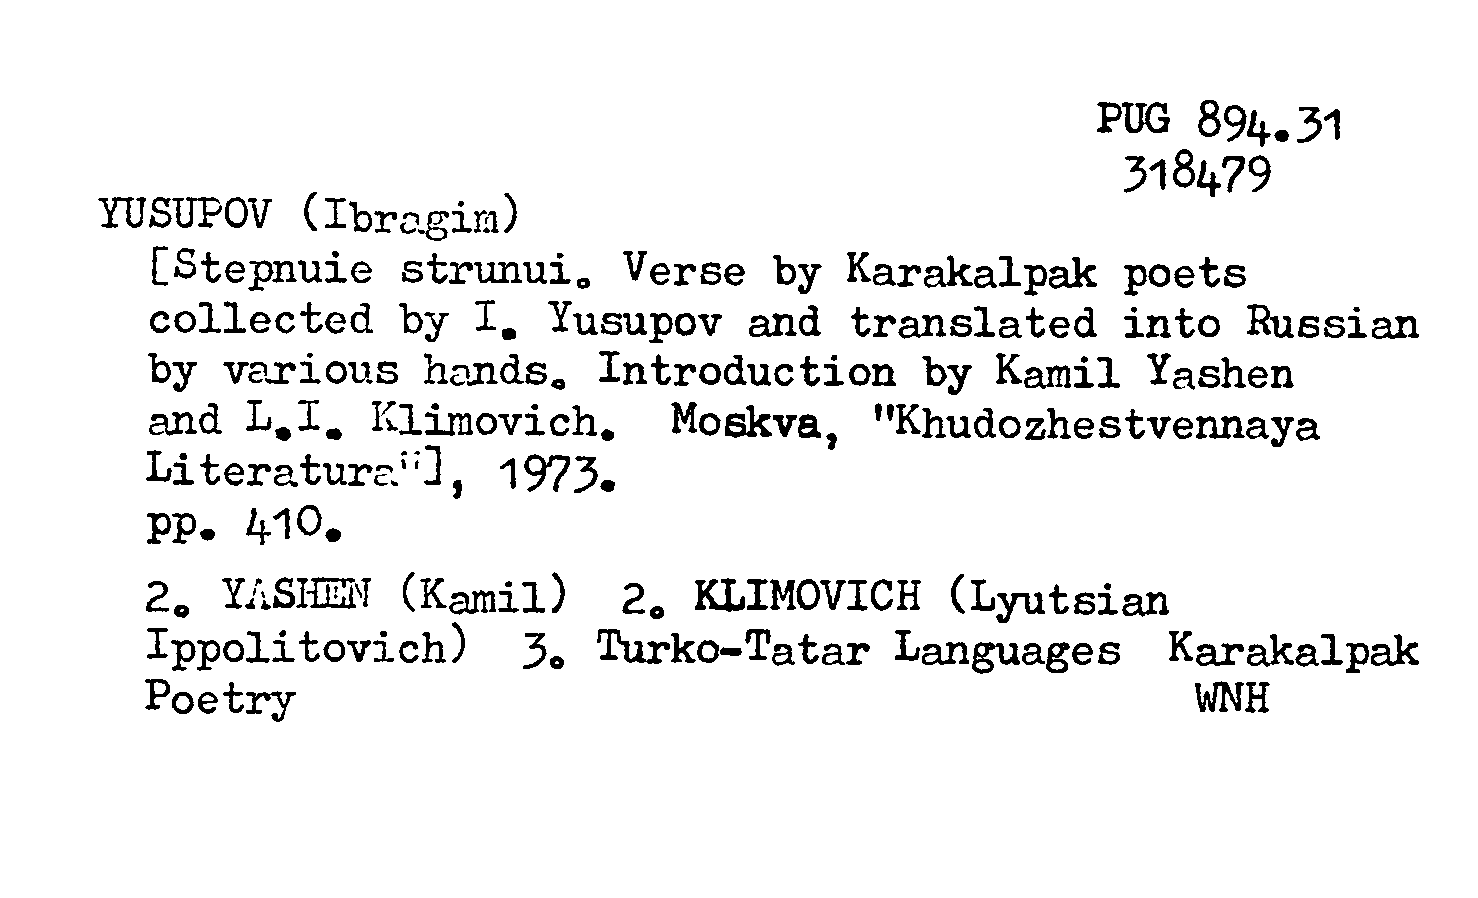 PUG 894.31
318479
YUSUPOV (Ibragim)
[Stepnuie strunui. Verse by Karakalpak poets
collected by I. Yusupov and translated into Russian
by various hands. Introduction by Kamil Yashen
and L.I. Klimovich. Moskva, "Khudozhestvennaya
Literatura"], 1973.
pp. 410.
2. YASHEN (Kamil) 2. KLIMOVICH (Lyutsian
Ippolitovich) 3. Turko-Tatar Languages Karakalpak
Poetry WNH